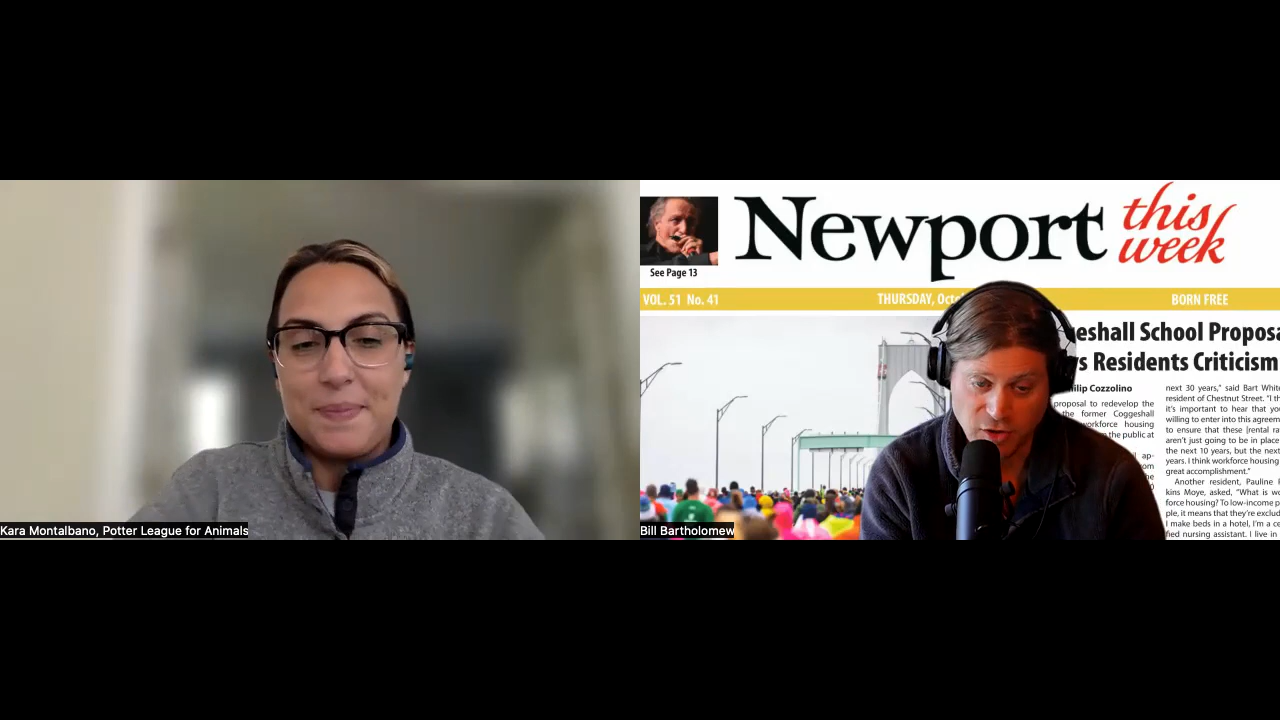 Newport this week
See Page 13
VOL. 51 No. 41
THURSDAY,
BORN FREE
School Proposa
Residents Criticism
Cozzolino
proposal to redevelop the
the former Coggeshall
workforce housing
the public at
next 30 years," said Bart White
resident of Chestnut Street. "I th
it's important to hear that you
willing to enter into this agreem
to ensure that these [rental ra
aren't just going to be in place
the next 10 years, but the next
years. I think workforce housing
great accomplishment."
Another resident, Pauline
kins Moye, asked, "What is wo
force housing? To low-income p
ple, it means that they're exclud
I make beds in a hotel, I'm a ce
fied nursing assistant. I live in
Kara Montalbano, Potter League for Animals
Bill Bartholomew